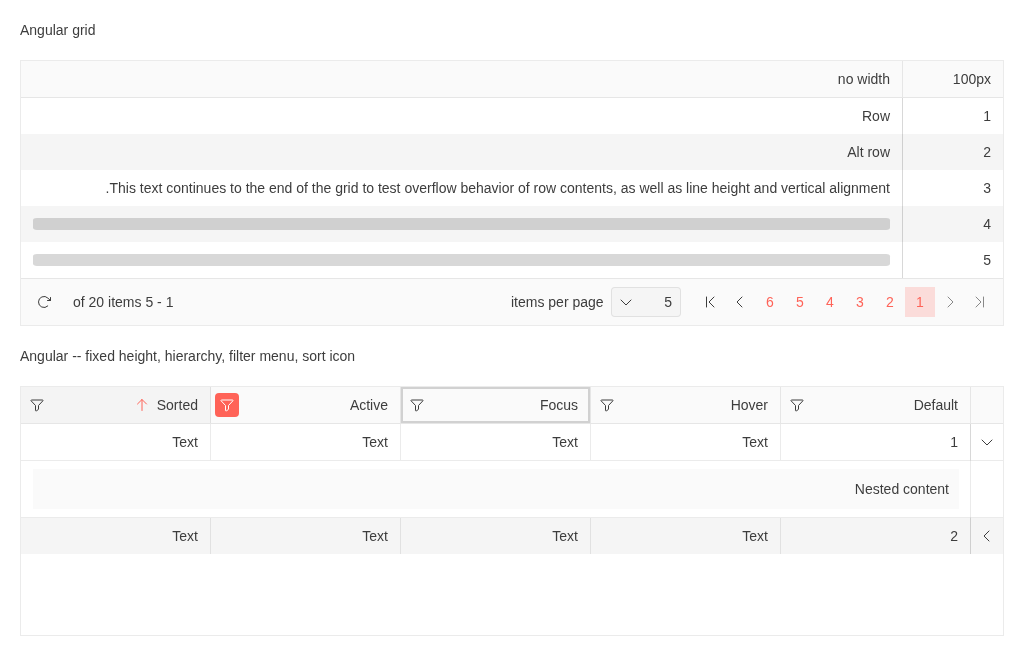 Angular grid
no width 100px
Row 1
Alt row 2
.This text continues to the end of the grid to test overflow behavior of row contents, as well as line height and vertical alignment 3
4
5
of 20 items 5 - 1 items per page 5 6 5 4 3 2 1
Angular -- fixed height, hierarchy, filter menu, sort icon
Sorted Active Focus Hover Default
Text Text Text Text 1
Nested content
Text Text Text Text 2